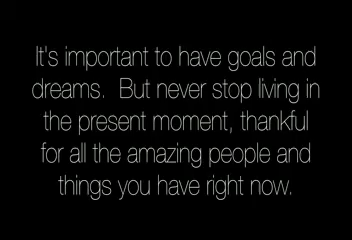 It's important to have goals and
dreams.  But never stop living in
the present moment, thankful
for all the amazing people and
things you have right now.